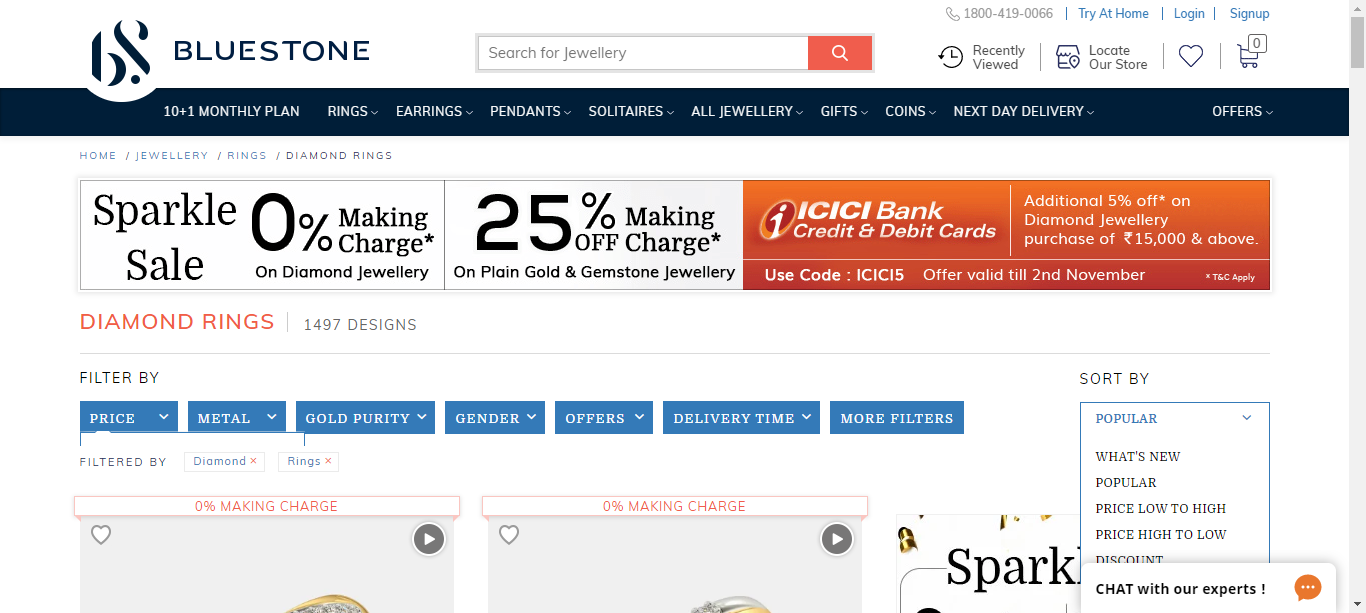 1800-419-0066 Try At Home Login Signup
BLUESTONE
Search for Jewellery
Recently
Viewed
Locate
Our Store
0
10+1 MONTHLY PLAN RINGS EARRINGS PENDANTS SOLITAIRES ALL JEWELLERY GIFTS COINS NEXT DAY DELIVERY OFFERS
HOME / JEWELLERY / RINGS / DIAMOND RINGS
Sparkle
Sale
0% Making
Charge*
On Diamond Jewellery
25% Making
OFF Charge*
On Plain Gold & Gemstone Jewellery
ICICI Bank
Credit & Debit Cards
Additional 5% off* on
Diamond Jewellery
purchase of ₹15,000 & above.
Use Code : ICICI5 Offer valid till 2nd November
* T&C Apply
DIAMOND RINGS 1497 DESIGNS
FILTER BY
SORT BY
PRICE METAL GOLD PURITY GENDER OFFERS DELIVERY TIME MORE FILTERS
POPULAR
FILTERED BY Diamond × Rings ×
WHAT'S NEW
POPULAR
PRICE LOW TO HIGH
PRICE HIGH TO LOW
DISCOUNT
0% MAKING CHARGE 0% MAKING CHARGE
Sparkl
CHAT with our experts !